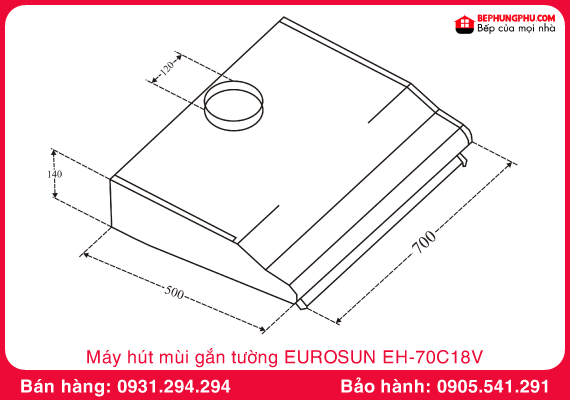 BEPHUNGPHU.COM
Bếp của mọi nhà
120
140
500
700
Máy hút mùi gắn tường EUROSUN EH-70C18V
Bán hàng: 0931.294.294
Bảo hành: 0905.541.291